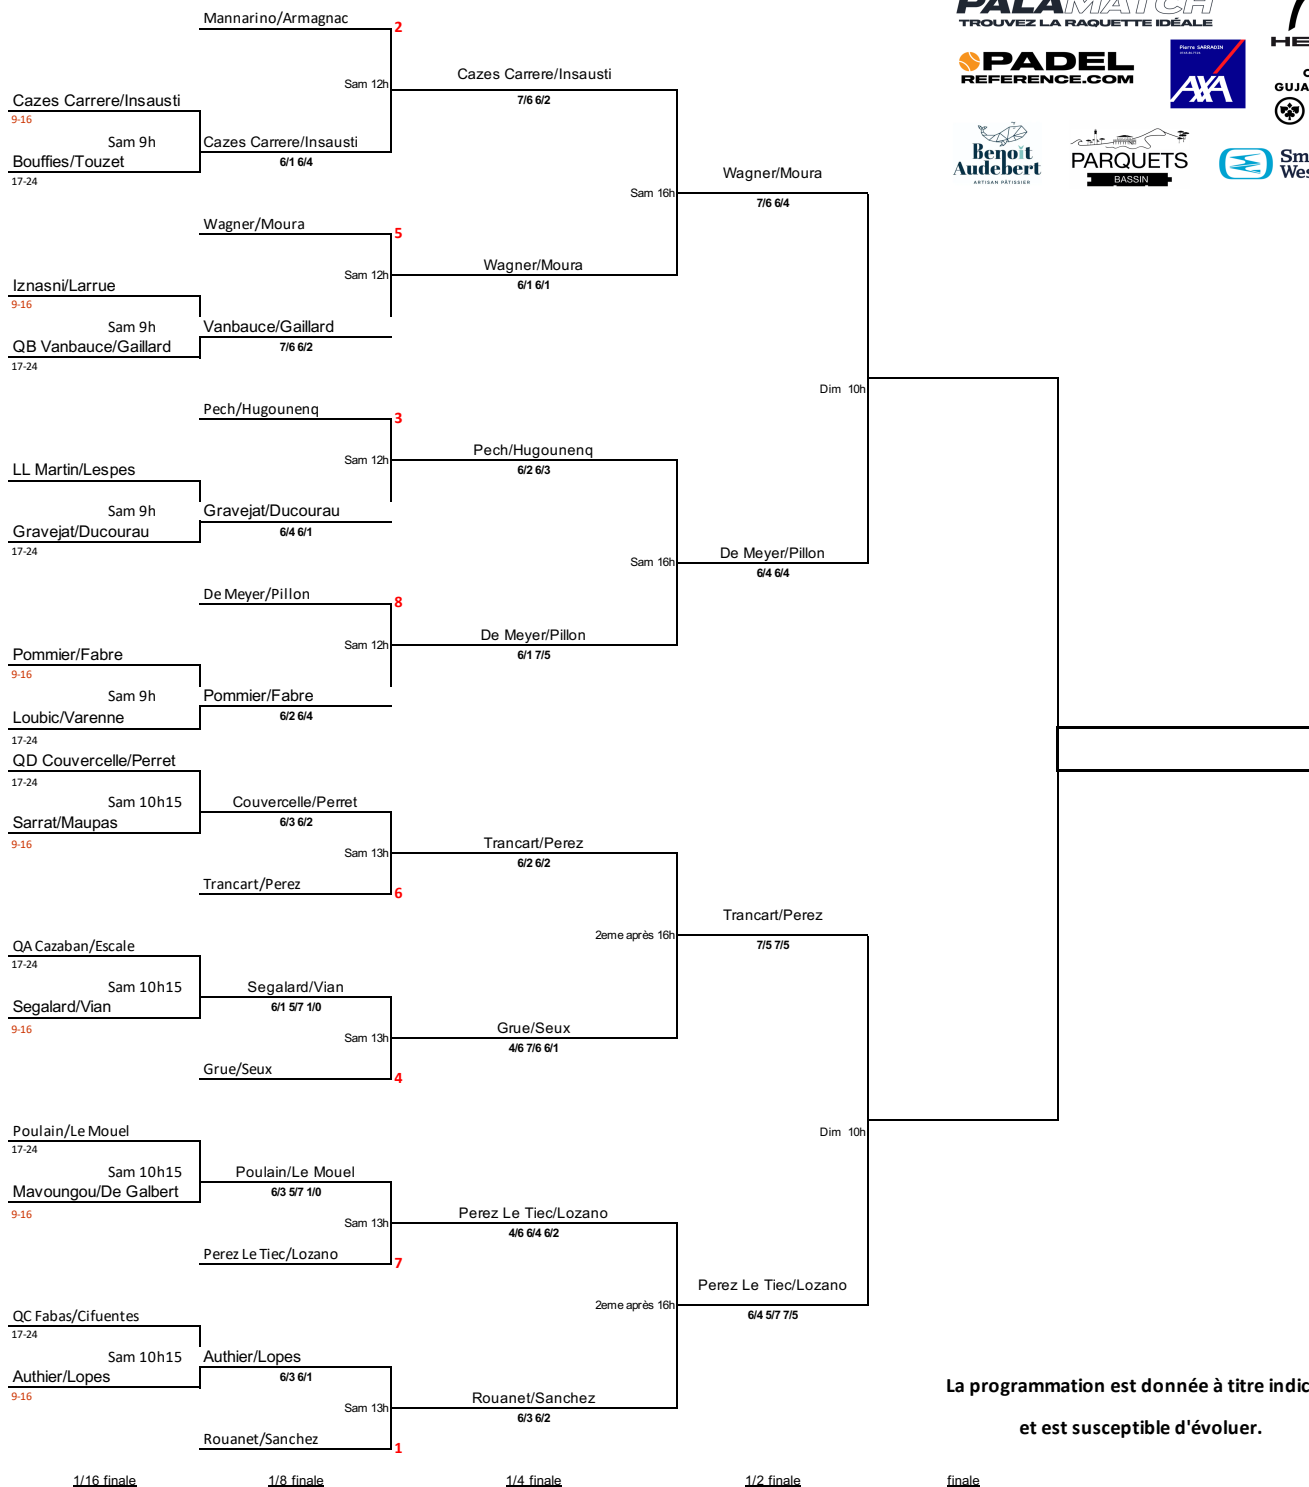 Mannarino/Armagnac
2
PALAMATCH
TROUVEZ LA RAQUETTE IDÉALE
PADEL
REFERENCE.COM
Pierre SARRADIN
AXA
GUJA
Benoit
Audebert
ARTISAN PÂTISSIER
PARQUETS
BASSIN
Sam 12h
Cazes Carrere/Insausti
7/6 6/2
Cazes Carrere/Insausti
9-16
Sam 9h
Cazes Carrere/Insausti
6/1 6/4
Bouffies/Touzet
17-24
Sam 16h
Wagner/Moura
7/6 6/4
Wagner/Moura
5
Sam 12h
Wagner/Moura
6/1 6/1
Iznasni/Larrue
9-16
Sam 9h
Vanbauce/Gaillard
7/6 6/2
QB Vanbauce/Gaillard
17-24
Dim 10h
Pech/Hugounenq
3
Sam 12h
Pech/Hugounenq
6/2 6/3
LL Martin/Lespes
Sam 9h
Gravejat/Ducourau
6/4 6/1
Gravejat/Ducourau
17-24
Sam 16h
De Meyer/Pillon
6/4 6/4
De Meyer/Pillon
8
Sam 12h
De Meyer/Pillon
6/1 7/5
Pommier/Fabre
9-16
Sam 9h
Pommier/Fabre
6/2 6/4
Loubic/Varenne
17-24
QD Couvercelle/Perret
17-24
Sam 10h15
Couvercelle/Perret
6/3 6/2
Sarrat/Maupas
9-16
Sam 13h
Trancart/Perez
6/2 6/2
Trancart/Perez
6
2eme après 16h
Trancart/Perez
7/5 7/5
QA Cazaban/Escale
17-24
Sam 10h15
Segalard/Vian
6/1 5/7 1/0
Segalard/Vian
9-16
Sam 13h
Grue/Seux
4/6 7/6 6/1
Grue/Seux
4
Dim 10h
Poulain/Le Mouel
17-24
Sam 10h15
Poulain/Le Mouel
6/3 5/7 1/0
Mavoungou/De Galbert
9-16
Sam 13h
Perez Le Tiec/Lozano
4/6 6/4 6/2
Perez Le Tiec/Lozano
7
2eme après 16h
Perez Le Tiec/Lozano
6/4 5/7 7/5
QC Fabas/Cifuentes
17-24
Sam 10h15
Authier/Lopes
6/3 6/1
Authier/Lopes
9-16
Sam 13h
Rouanet/Sanchez
6/3 6/2
Rouanet/Sanchez
1
La programmation est donnée à titre indic
et est susceptible d'évoluer.
1/16 finale
1/8 finale
1/4 finale
1/2 finale
finale